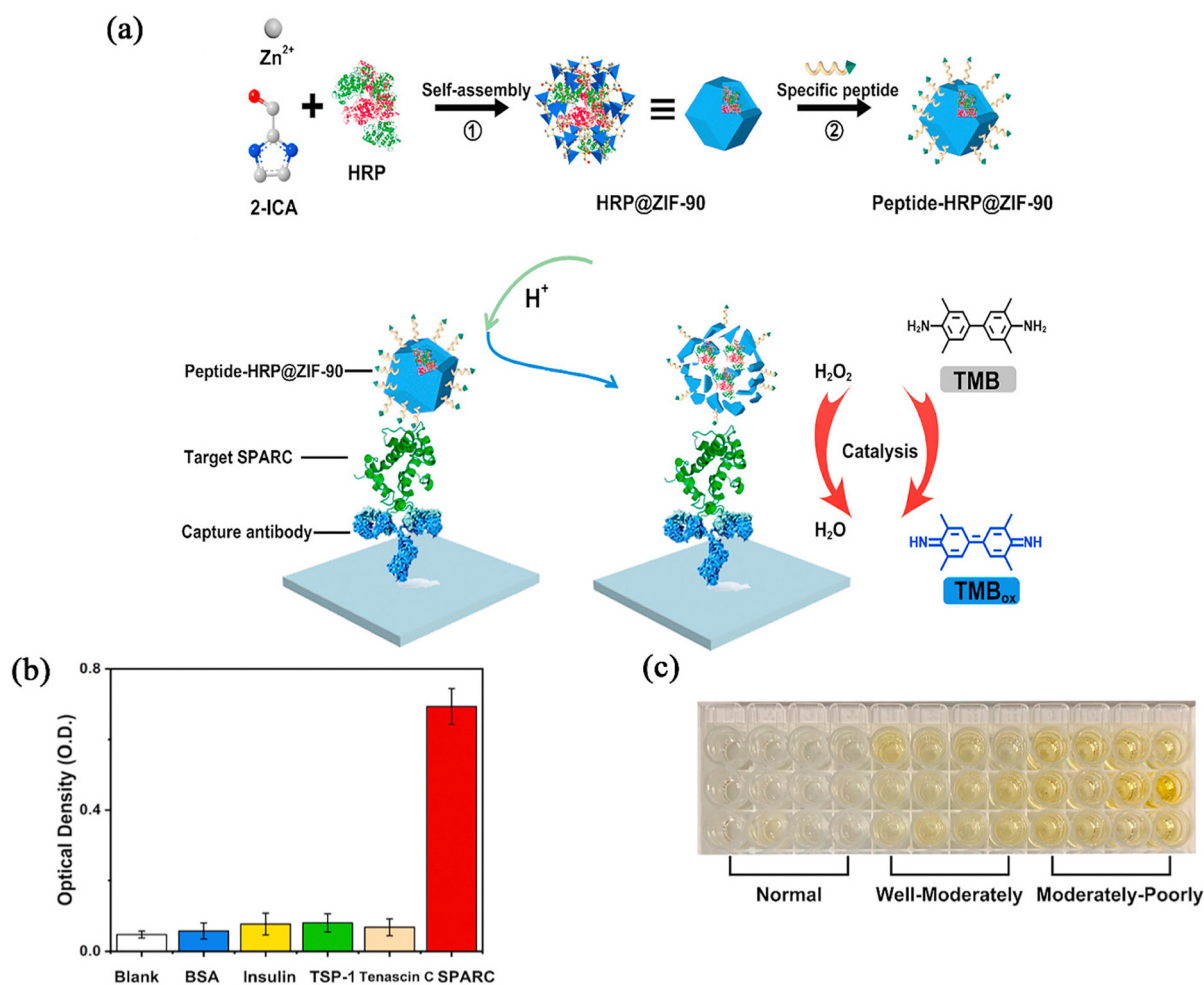 (a)
Zn2+
2-ICA
HRP
Self-assembly
①
HRP@ZIF-90
Specific peptide
②
Peptide-HRP@ZIF-90
H+
Peptide-HRP@ZIF-90
Target SPARC
Capture antibody
H2O2
Catalysis
H2O
H2N
NH2
TMB
HN
NH
TMBox
(b)
Optical Density (O.D.)
0.8
0.4
0.0
Blank BSA Insulin TSP-1 Tenascin C SPARC
(c)
Normal Well-Moderately Moderately-Poorly